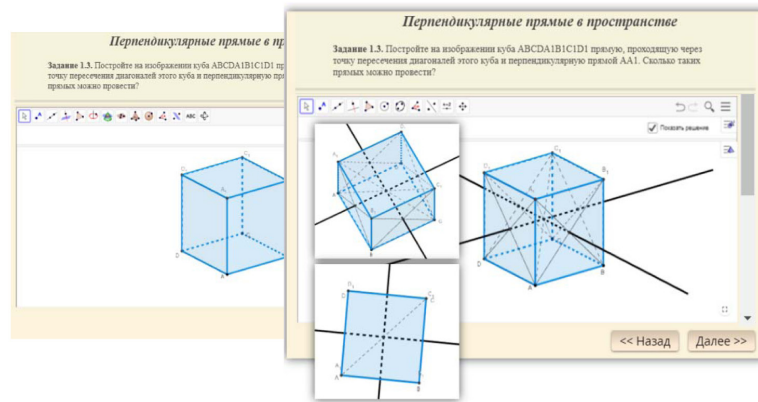 Перпендикулярные прямые в пр
Задание 1.3. Постройте на изображении куба ABCDA1B1C1D1 пр
точку пересечения диагоналей этого куба и перпендикулярную пр
прямых можно провести?
ABC
D
A
Перпендикулярные прямые в пространстве
Задание 1.3. Постройте на изображении куба ABCDA1B1C1D1 прямую, проходящую через
точку пересечения диагоналей этого куба и перпендикулярную прямой AA1. Сколько таких
прямых можно провести?
Показать решение
D
A
B
<< Назад
Далее >>